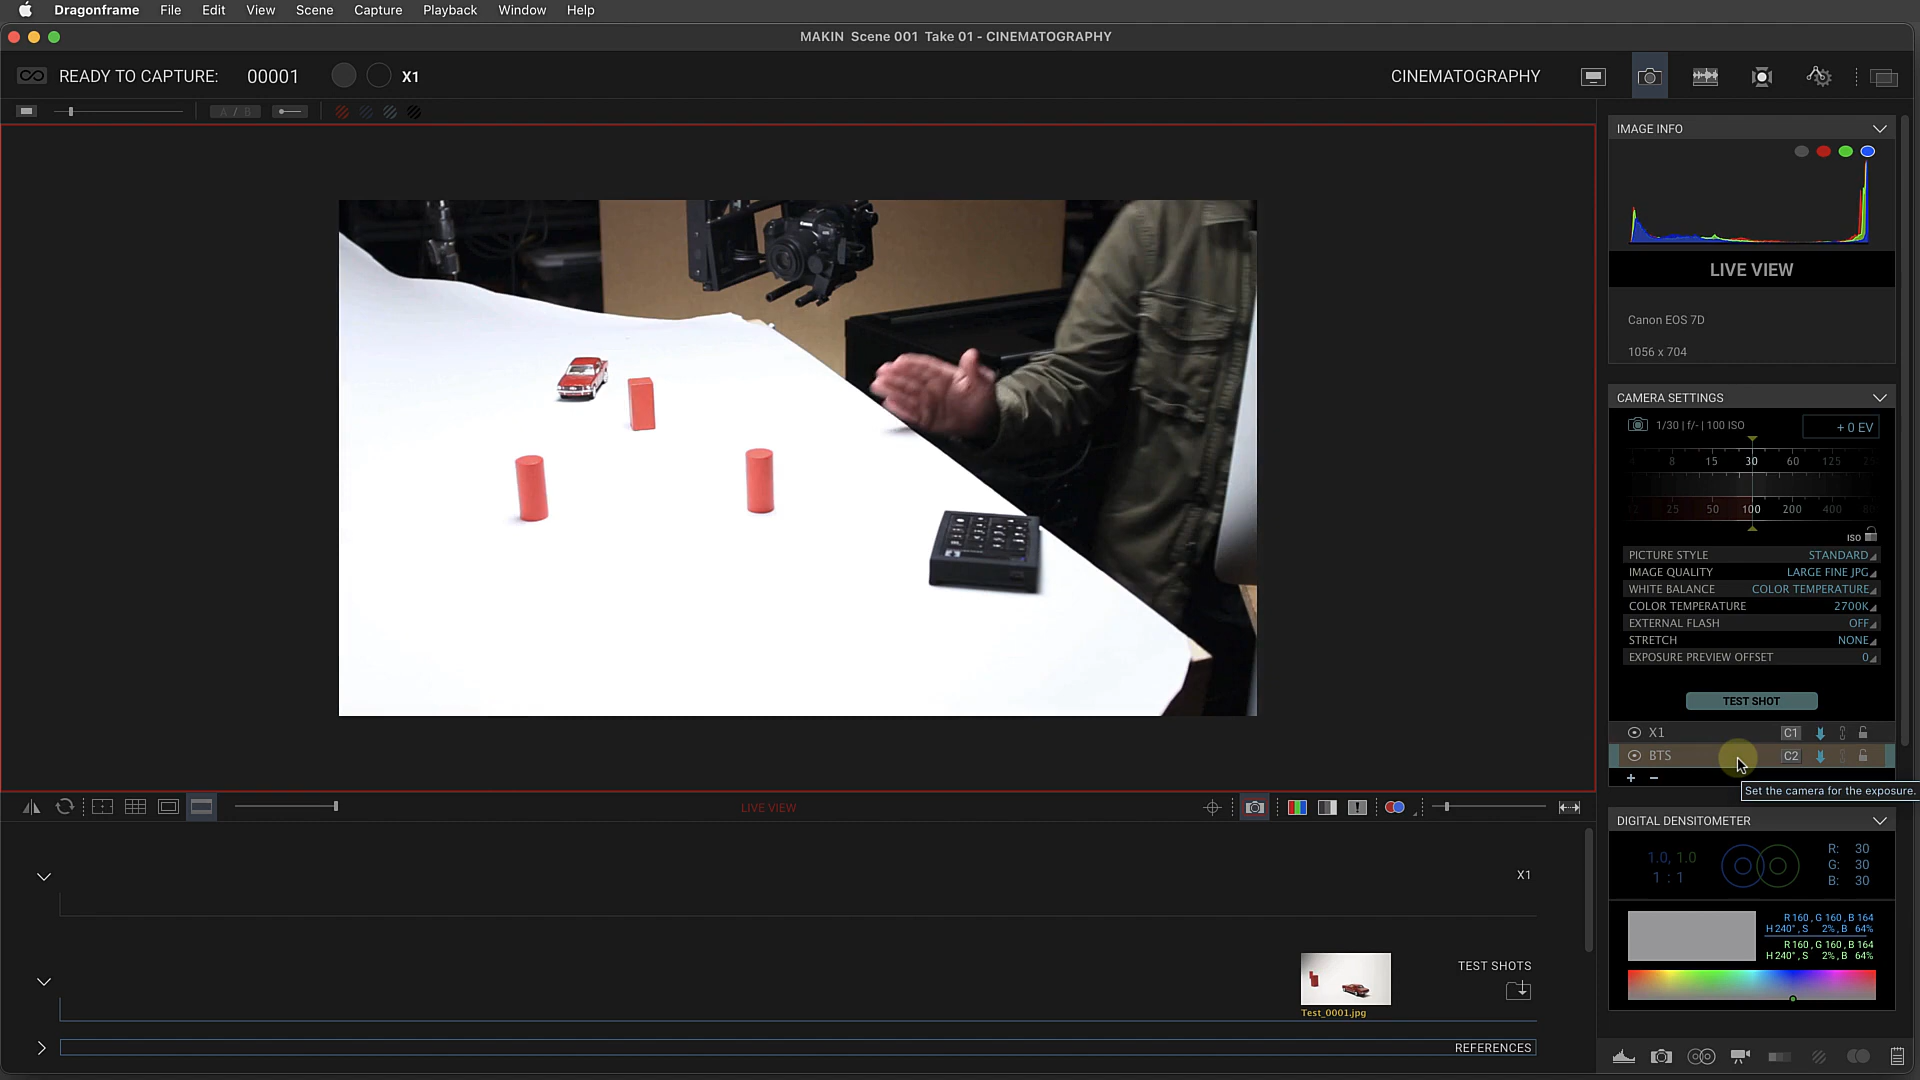 Dragonframe File Edit View Scene Capture Playback Window Help
MAKIN Scene 001 Take 01 - CINEMATOGRAPHY
READY TO CAPTURE: 00001 X1 CINEMATOGRAPHY
A / B
IMAGE INFO
LIVE VIEW
Canon EOS 7D
1056 x 704
CAMERA SETTINGS
1/30 | f/- | 100 ISO + 0 EV
8 15 30 60 125
25 50 100 200 400
ISO
PICTURE STYLE STANDARD
IMAGE QUALITY LARGE FINE JPG
WHITE BALANCE COLOR TEMPERATURE
COLOR TEMPERATURE 2700K
EXTERNAL FLASH OFF
STRETCH NONE
EXPOSURE PREVIEW OFFSET 0
TEST SHOT
X1 C1
BTS C2
Set the camera for the exposure.
LIVE VIEW
DIGITAL DENSITOMETER
1.0, 1.0
1 : 1
R: 30
G: 30
B: 30
R 160 , G 160 , B 164
H 240° , S 2% , B 64%
R 160 , G 160 , B 164
H 240° , S 2% , B 64%
X1
TEST SHOTS
Test_0001.jpg
REFERENCES